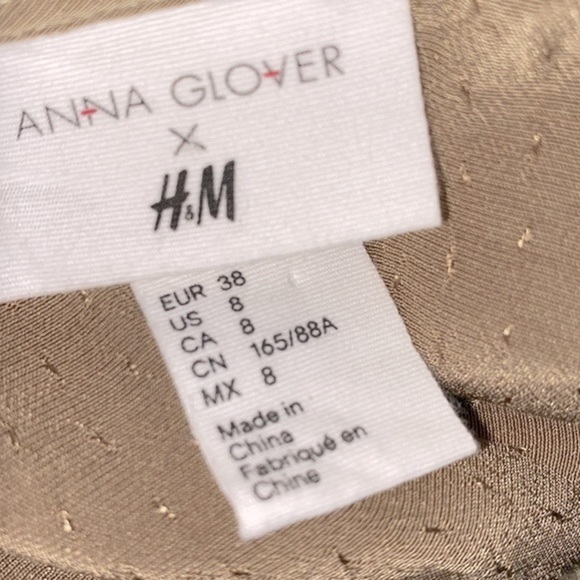 ANNA GLOVER
X
H&M
EUR 38
US 8
CA 8
CN 165/88A
MX 8
Made in
China
Fabriqué en
Chine